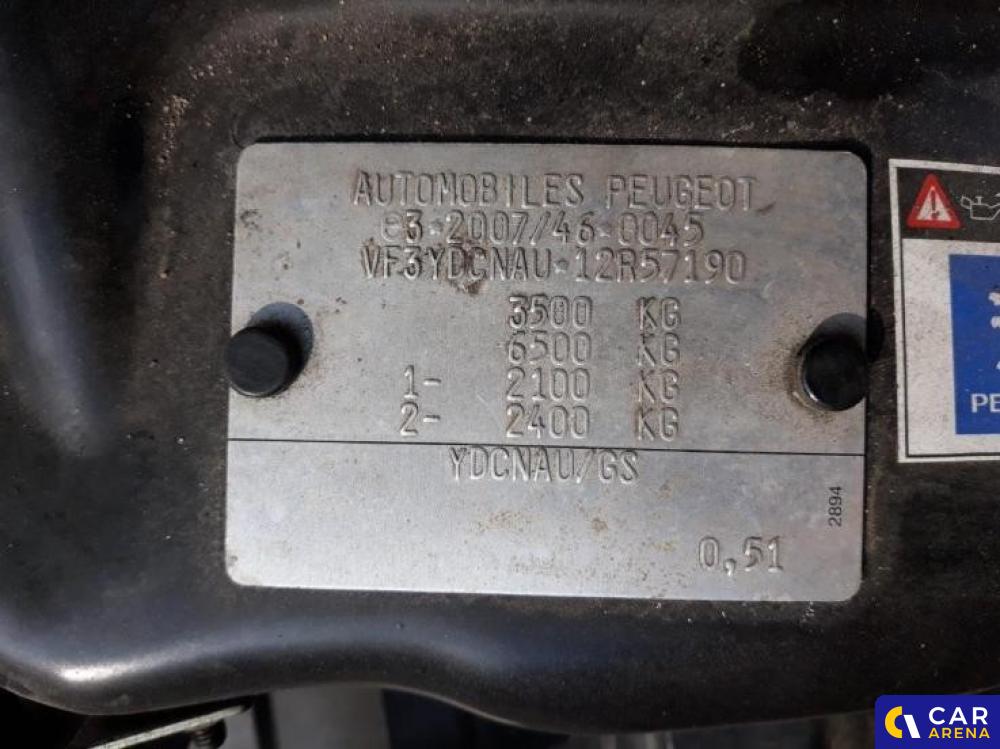 AUTOMOBILES PEUGEOT
e3*2007/46*0045
VF3YDCNAU*12R57190
3500 KG
6500 KG
1- 2100 KG
2- 2400 KG
YDCNAU/GS
2894
0,51
PE
CAR
ARENA